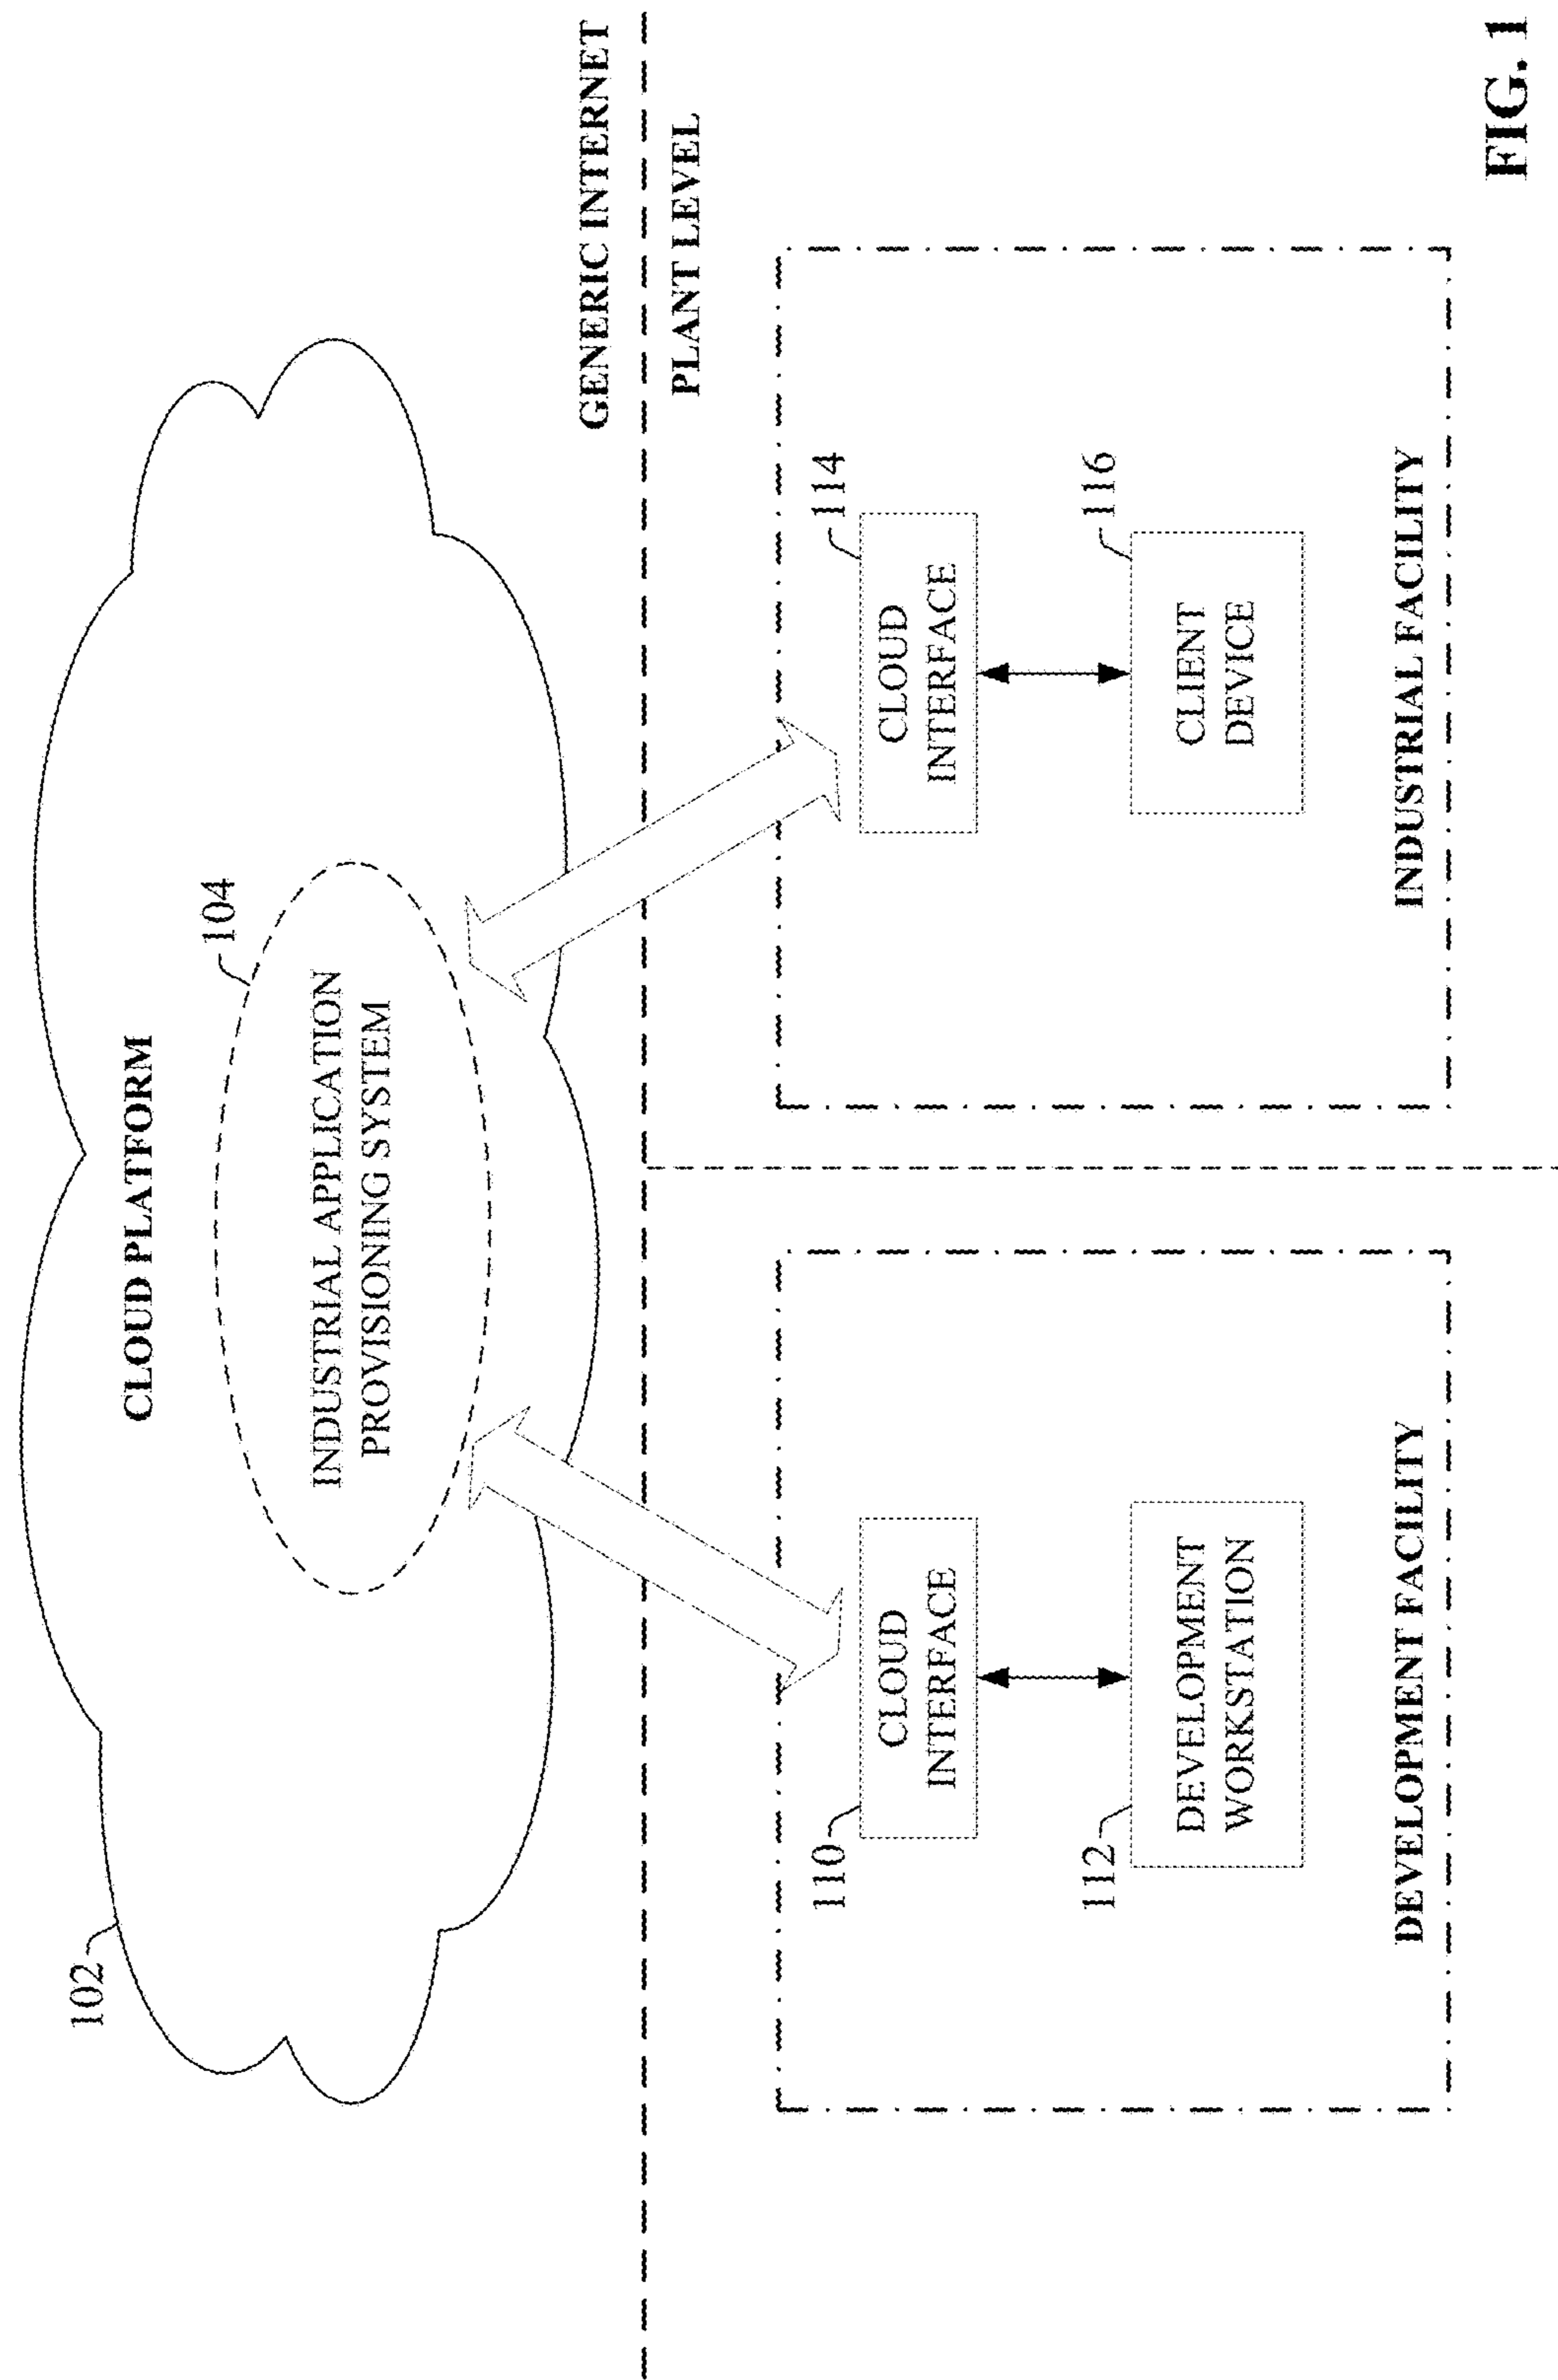 102
CLOUD PLATFORM
104
INDUSTRIAL APPLICATION
PROVISIONING SYSTEM
GENERIC INTERNET
PLANT LEVEL
110
CLOUD
INTERFACE
112
DEVELOPMENT
WORKSTATION
DEVELOPMENT FACILITY
114
CLOUD
INTERFACE
116
CLIENT
DEVICE
INDUSTRIAL FACILITY
FIG. 1